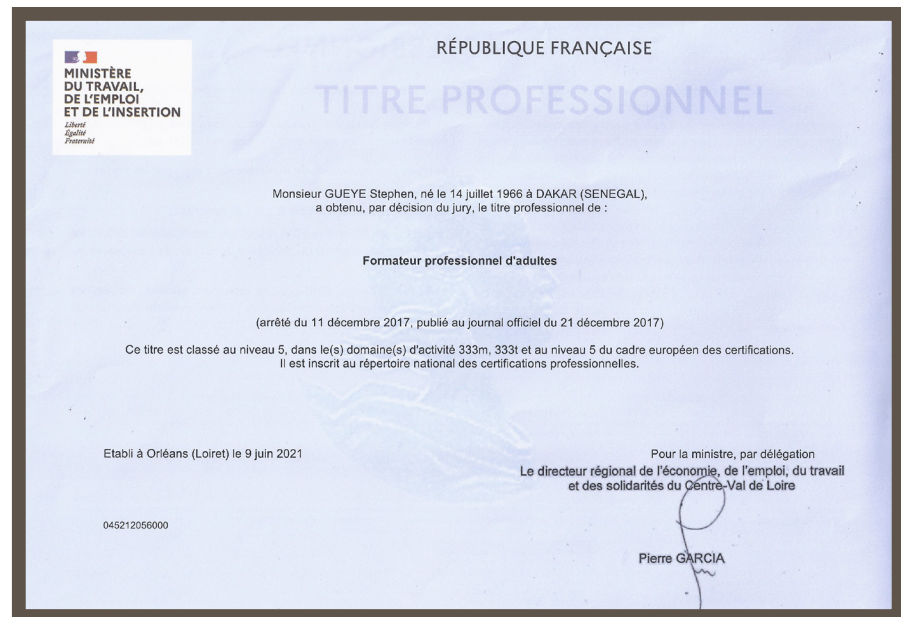 MINISTÈRE
DU TRAVAIL,
DE L'EMPLOI
ET DE L'INSERTION
Liberté
Égalité
Fraternité
RÉPUBLIQUE FRANÇAISE
TITRE PROFESSIONNEL
Monsieur GUEYE Stephen, né le 14 juillet 1966 à DAKAR (SENEGAL),
a obtenu, par décision du jury, le titre professionnel de :
Formateur professionnel d'adultes
(arrêté du 11 décembre 2017, publié au journal officiel du 21 décembre 2017)
Ce titre est classé au niveau 5, dans le(s) domaine(s) d'activité 333m, 333t et au niveau 5 du cadre européen des certifications.
Il est inscrit au répertoire national des certifications professionnelles.
Etabli à Orléans (Loiret) le 9 juin 2021
Pour la ministre, par délégation
Le directeur régional de l'économie, de l'emploi, du travail
et des solidarités du Centre-Val de Loire
045212056000
Pierre GARCIA